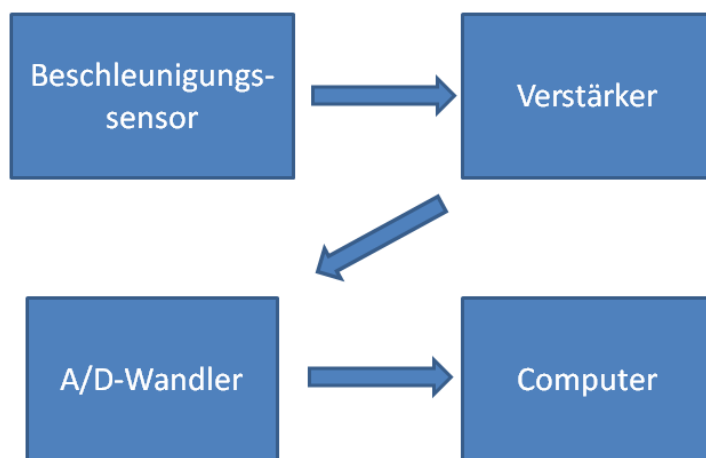 Beschleunigungs-
sensor
Verstärker
A/D-Wandler
Computer